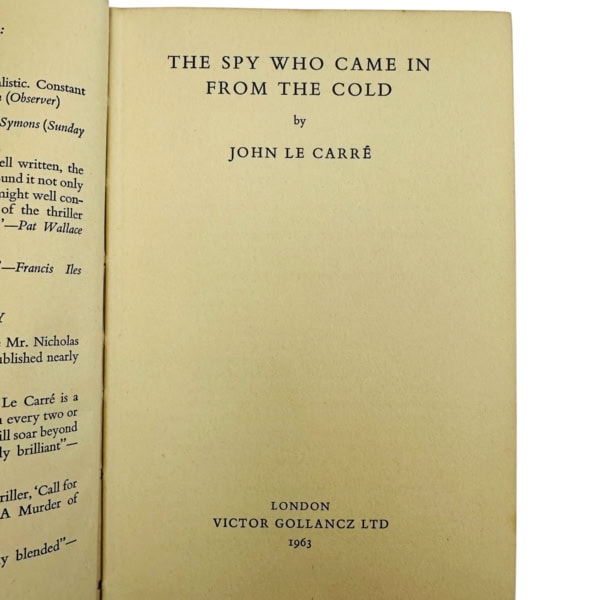 :
listic. Constant
(Observer)
Symons (Sunday
ell written, the
und it not only
might well con-
of the thriller
’—Pat Wallace
’—Francis Iles
Y
Mr. Nicholas
ublished nearly
Le Carré is a
every two or
ill soar beyond
ly brilliant”—
riller, ‘Call for
A Murder of
y blended”—
THE SPY WHO CAME IN
FROM THE COLD
by
JOHN LE CARRÉ
LONDON
VICTOR GOLLANCZ LTD
1963